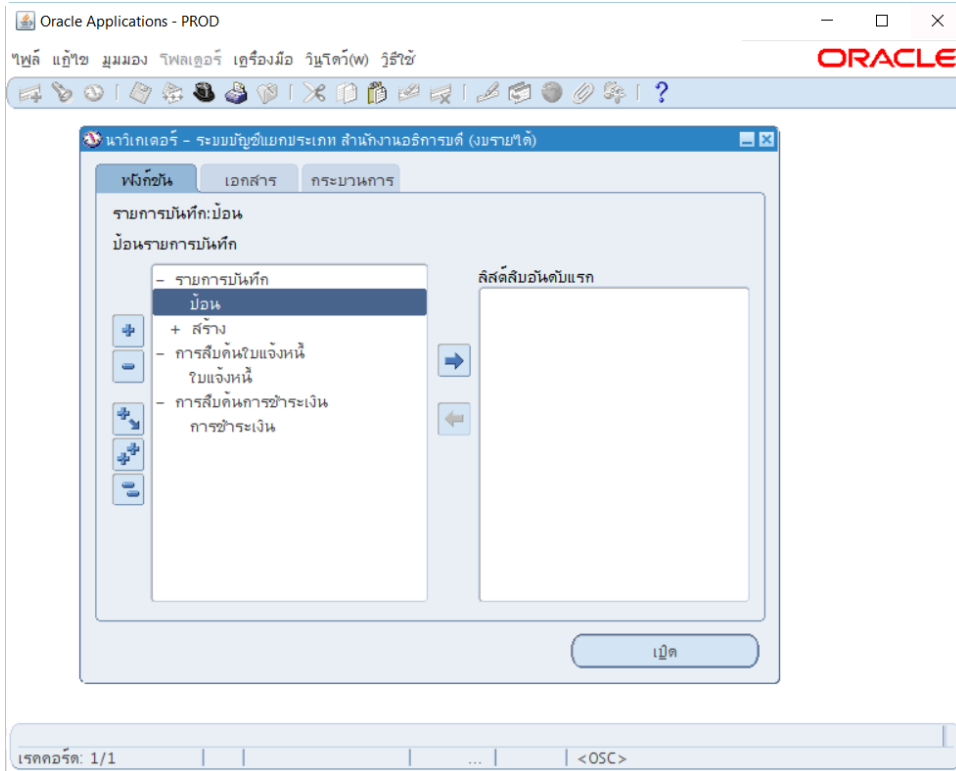 Oracle Applications - PROD
ไพล์ แก้ไข มุมมอง โฟลเดอร์ เครื่องมือ วินโดว์(w) วิธีใช้
ORACLE
นาวิเกเตอร์ - ระบบบัญชีแยกประเภท สำนักงานอธิการบดี (งบรายได้)
ฟังก์ชัน เอกสาร กระบวนการ
รายการบันทึก:ป้อน
ป้อนรายการบันทึก
ลิสต์สิบอันดับแรก
- รายการบันทึก
ป้อน
+ สร้าง
- การสืบค้นใบแจ้งหนี้
ใบแจ้งหนี้
- การสืบค้นการชำระเงิน
การชำระเงิน
เปิด
เรคคอร์ด: 1/1 ... <OSC>